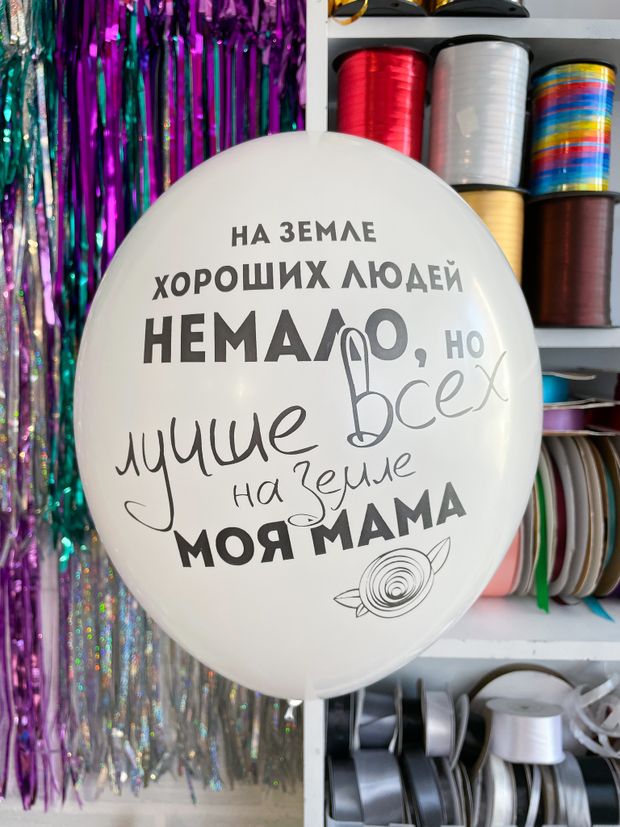 НА ЗЕМЛЕ
ХОРОШИХ ЛЮДЕЙ
НЕМАЛО, НО
лучше всех
на земле
МОЯ МАМА